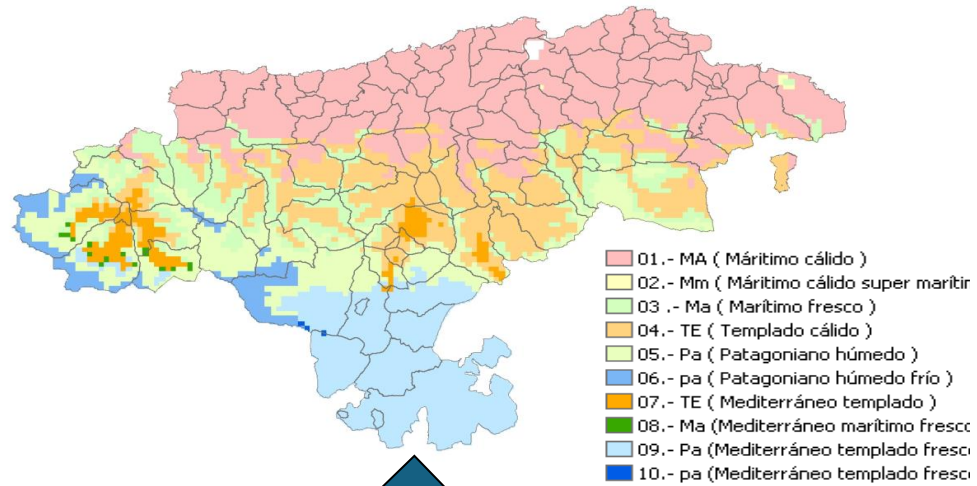 01.- MA ( Máritimo cálido )
02.- Mm ( Máritimo cálido super marítim
03 .- Ma ( Marítimo fresco )
04.- TE ( Templado cálido )
05.- Pa ( Patagoniano húmedo )
06.- pa ( Patagoniano húmedo frío )
07.- TE ( Mediterráneo templado )
08.- Ma (Mediterráneo marítimo fresco
09.- Pa (Mediterráneo templado fresc
10.- pa (Mediterráneo templado fresc